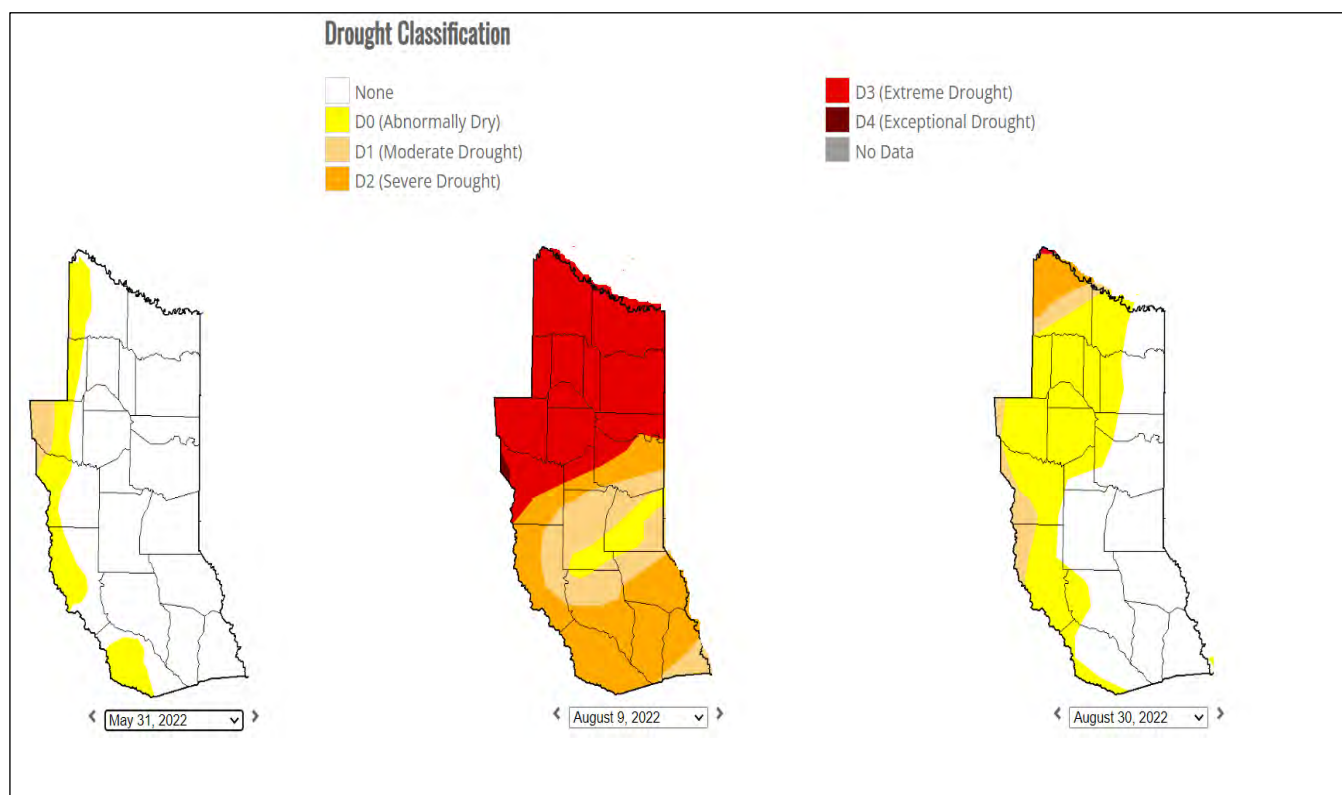 Drought Classification
None
D0 (Abnormally Dry)
D1 (Moderate Drought)
D2 (Severe Drought)
D3 (Extreme Drought)
D4 (Exceptional Drought)
No Data
< May 31, 2022 >
< August 9, 2022 >
< August 30, 2022 >